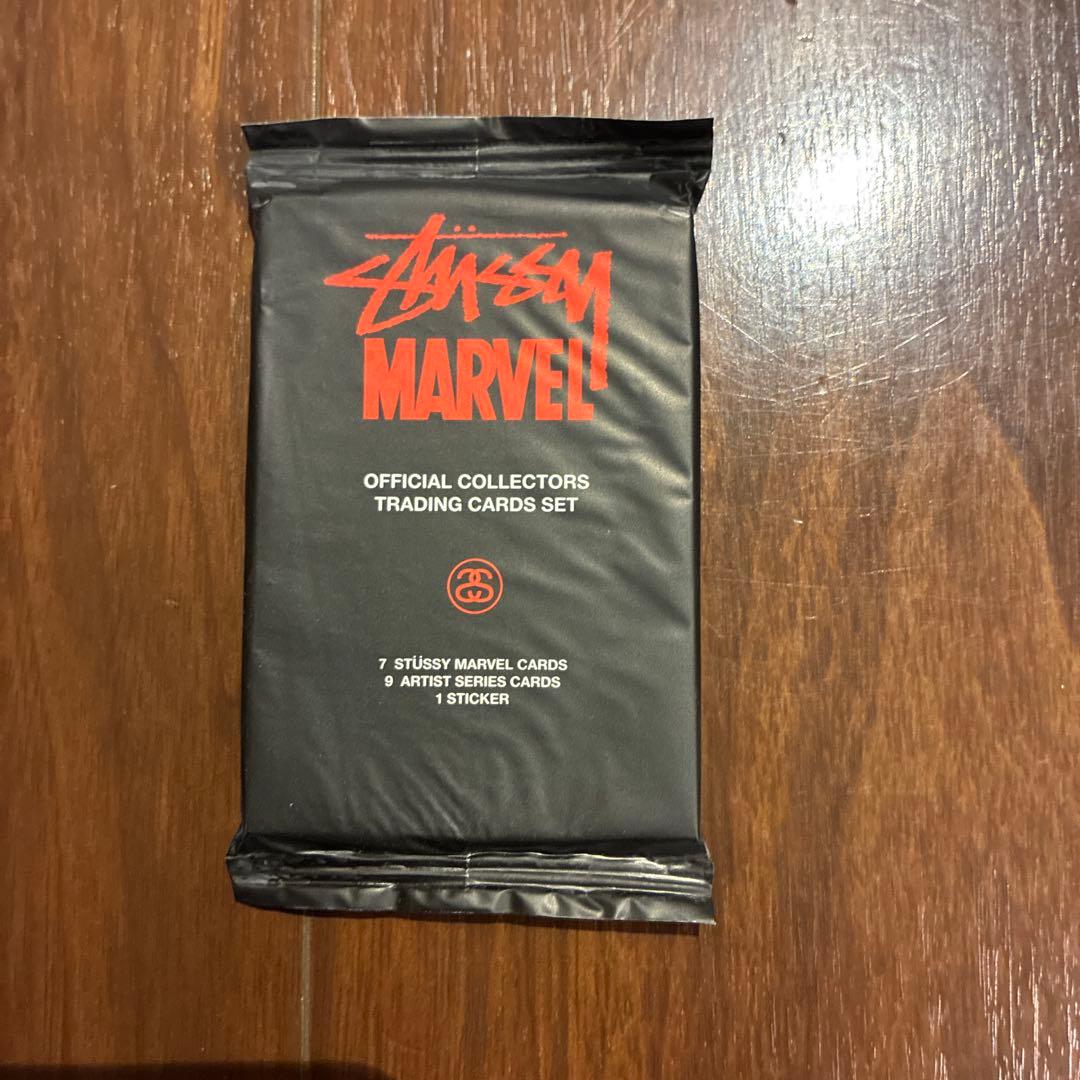 Stüssy
MARVEL
OFFICIAL COLLECTORS
TRADING CARDS SET
7 STÜSSY MARVEL CARDS
9 ARTIST SERIES CARDS
1 STICKER